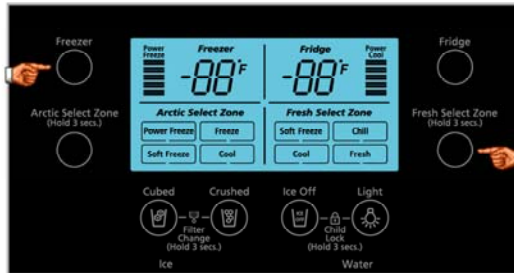 Freezer
Power Freeze
Freezer
-88°F
Fridge
-88°F
Power Cool
Fridge
Arctic Select Zone
(Hold 3 secs.)
Arctic Select Zone
Power Freeze
Freeze
Soft Freeze
Cool
Fresh Select Zone
Soft Freeze
Chill
Cool
Fresh
Fresh Select Zone
(Hold 3 secs.)
Cubed
Crushed
Ice Off
Light
ICE OFF
Filter
Change
(Hold 3 secs.)
Child
Lock
(Hold 3 secs.)
Ice
Water